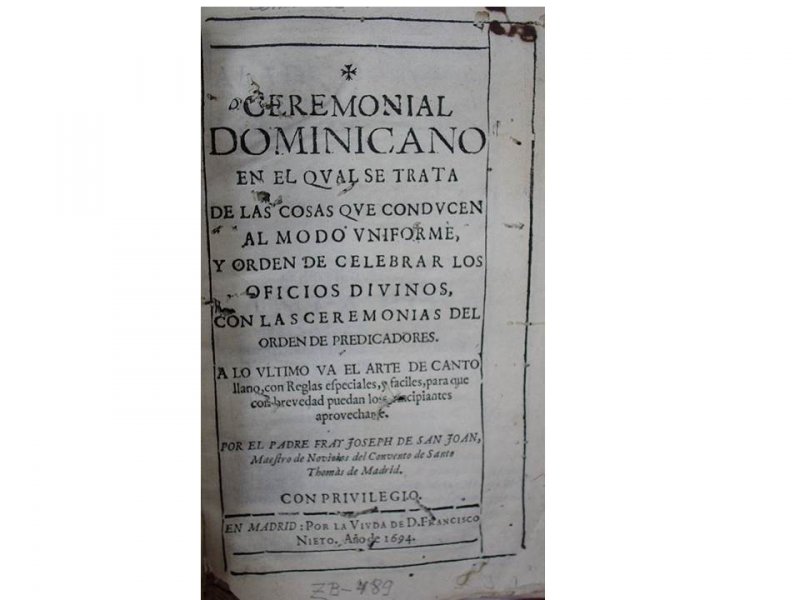 CEREMONIAL
DOMINICANO
EN EL QVAL SE TRATA
DE LAS COSAS QVE CONDVCEN
AL MODO VNIFORME,
Y ORDEN DE CELEBRAR LOS
OFICIOS DIVINOS,
CON LAS CEREMONIAS DEL
ORDEN DE PREDICADORES.
A LO VLTIMO VA EL ARTE DE CANTO
llano, con Reglas eſpeciales, y faciles, para que
con brevedad puedan los
aprovecharſe.
POR EL PADRE FRAY JOSEPH DE SAN JOAN,
Maeſtro de Novicios del Convento de Santo
Thomàs de Madrid.
CON PRIVILEGIO.
EN MADRID: POR LA VIVDA DE D. FRANCISCO
NIETO. Año de 1694.
ZB-489